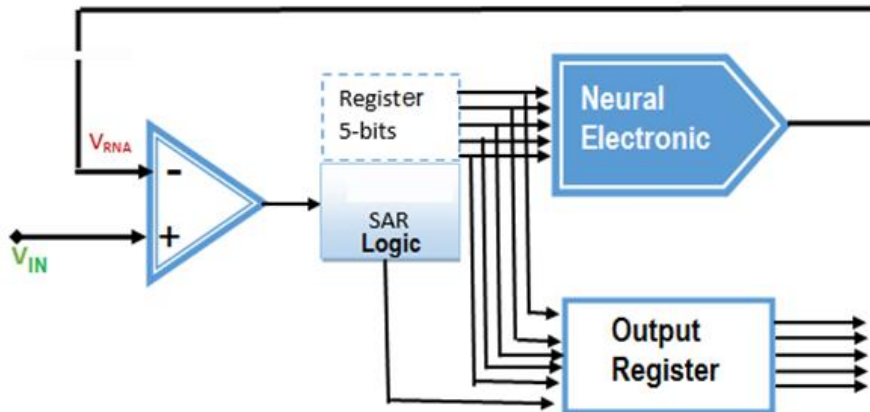 Register
5-bits
Neural
Electronic
V_RNA
-
SAR
Logic
+
V_IN
Output
Register